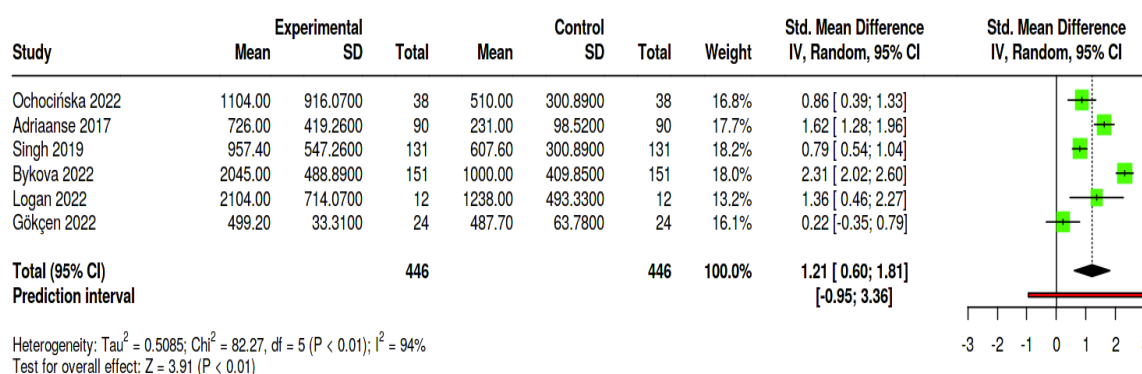 Experimental Control Std. Mean Difference Std. Mean Difference
Study Mean SD Total Mean SD Total Weight IV, Random, 95% CI IV, Random, 95% CI
Ochocińska 2022 1104.00 916.0700 38 510.00 300.8900 38 16.8% 0.86 [ 0.39; 1.33]
Adriaanse 2017 726.00 419.2600 90 231.00 98.5200 90 17.7% 1.62 [ 1.28; 1.96]
Singh 2019 957.40 547.2600 131 607.60 300.8900 131 18.2% 0.79 [ 0.54; 1.04]
Bykova 2022 2045.00 488.8900 151 1000.00 409.8500 151 18.0% 2.31 [ 2.02; 2.60]
Logan 2022 2104.00 714.0700 12 1238.00 493.3300 12 13.2% 1.36 [ 0.46; 2.27]
Gökçen 2022 499.20 33.3100 24 487.70 63.7800 24 16.1% 0.22 [-0.35; 0.79]
Total (95% CI) 446 446 100.0% 1.21 [ 0.60; 1.81]
Prediction interval [-0.95; 3.36]
Heterogeneity: Tau² = 0.5085; Chi² = 82.27, df = 5 (P < 0.01); I² = 94%
Test for overall effect: Z = 3.91 (P < 0.01)
-3 -2 -1 0 1 2